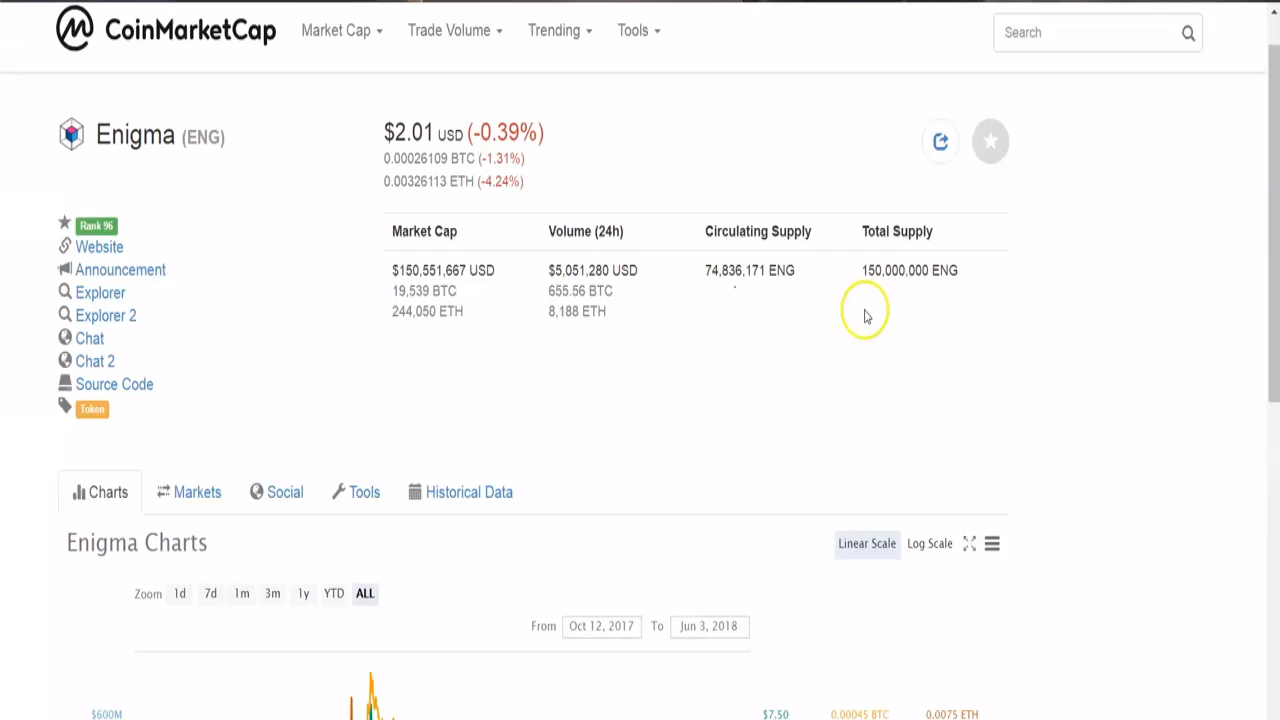 CoinMarketCap Market Cap Trade Volume Trending Tools Search
Enigma (ENG)
$2.01 USD (-0.39%)
0.00026109 BTC (-1.31%)
0.00326113 ETH (-4.24%)
Rank 96
Website
Announcement
Explorer
Explorer 2
Chat
Chat 2
Source Code
Token
Market Cap Volume (24h) Circulating Supply Total Supply
$150,551,667 USD $5,051,280 USD 74,836,171 ENG 150,000,000 ENG
19,539 BTC 655.56 BTC
244,050 ETH 8,188 ETH
Charts Markets Social Tools Historical Data
Enigma Charts
Linear Scale Log Scale
Zoom 1d 7d 1m 3m 1y YTD ALL
From Oct 12, 2017 To Jun 3, 2018
$600M $7.50 0.00045 BTC 0.0075 ETH